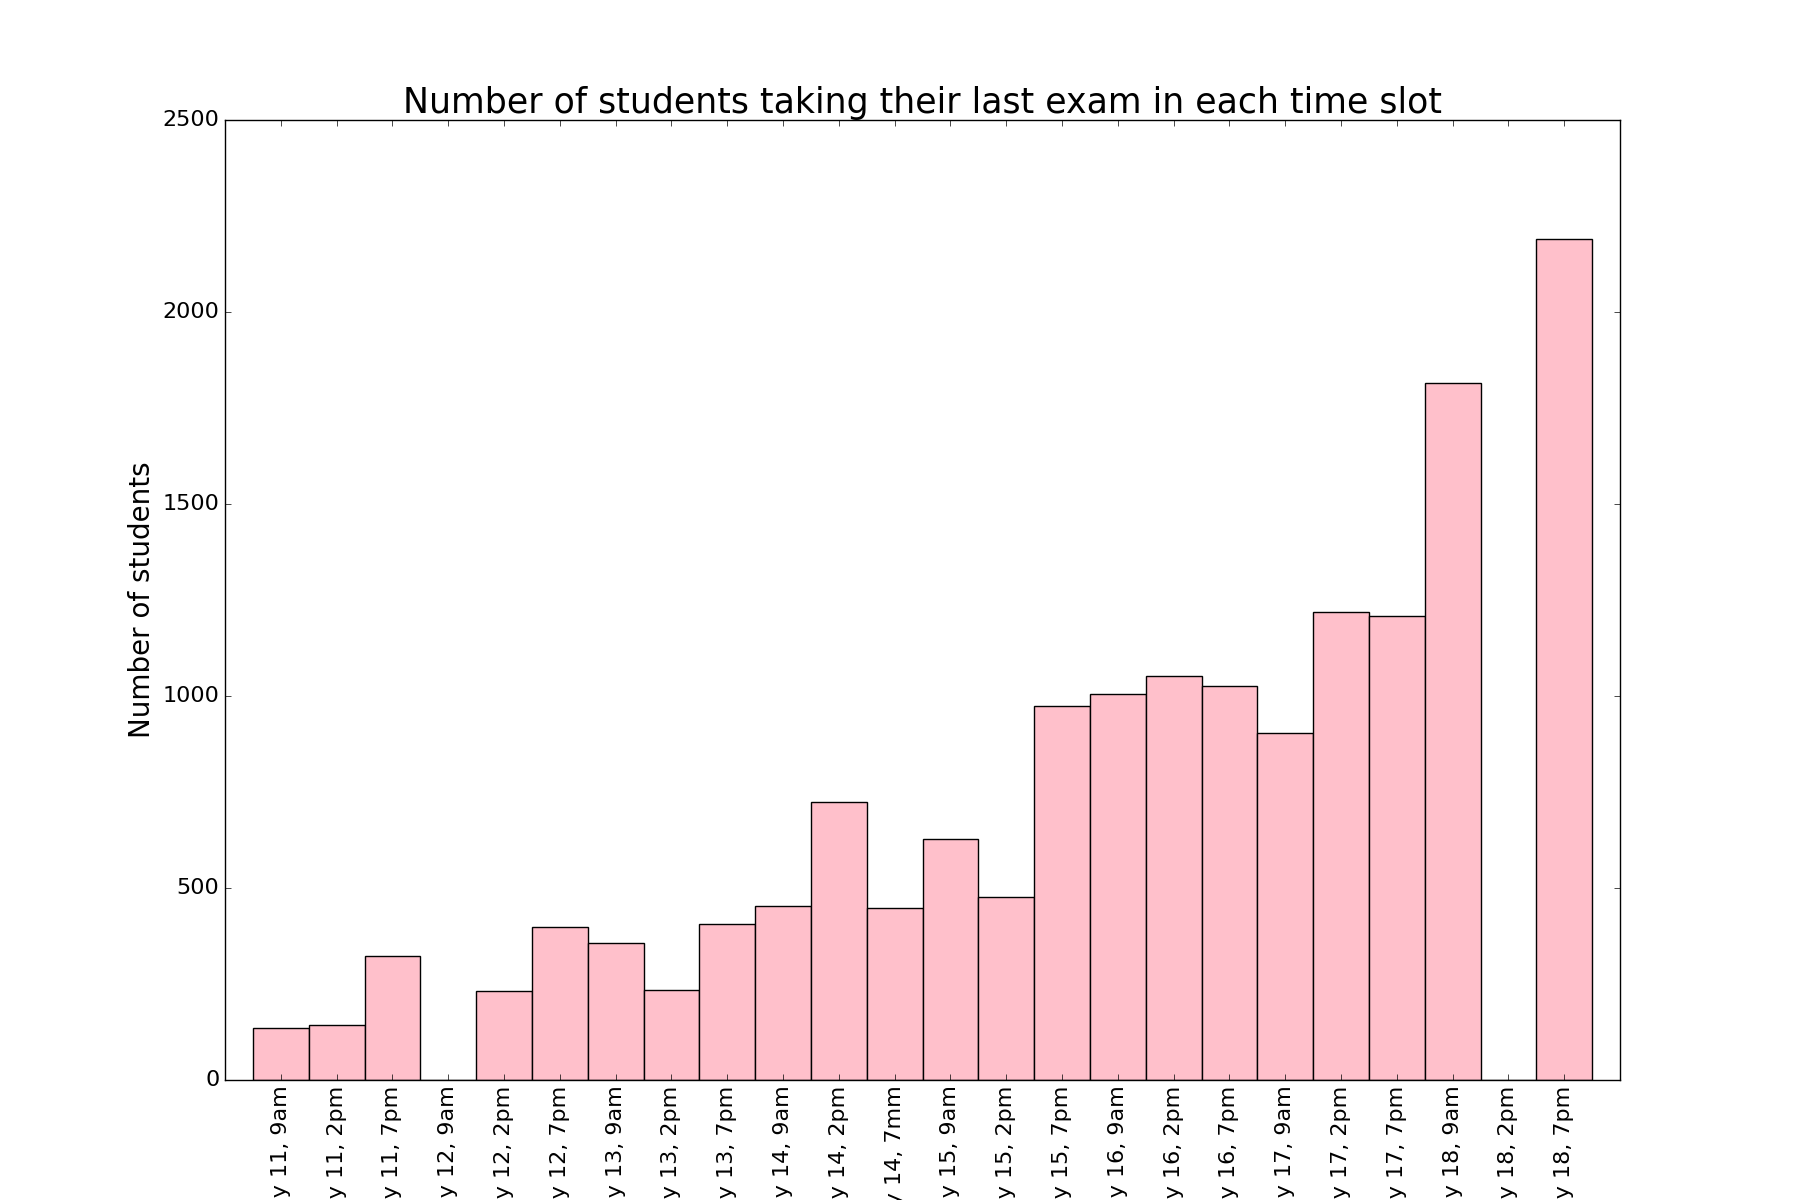 Number of students taking their last exam in each time slot
Number of students
2500
2000
1500
1000
500
0
y 11, 9am
y 11, 2pm
y 11, 7pm
y 12, 9am
y 12, 2pm
y 12, 7pm
y 13, 9am
y 13, 2pm
y 13, 7pm
y 14, 9am
y 14, 2pm
y 14, 7mm
y 15, 9am
y 15, 2pm
y 15, 7pm
y 16, 9am
y 16, 2pm
y 16, 7pm
y 17, 9am
y 17, 2pm
y 17, 7pm
y 18, 9am
y 18, 2pm
y 18, 7pm